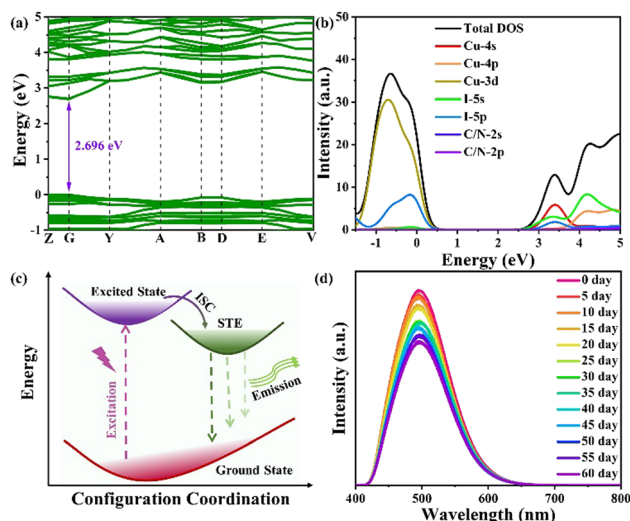 (a)
5
4
3
2
1
0
-1
Energy (eV)
2.696 eV
Z G Y A B D E V
(b)
50
40
30
20
10
0
Intensity (a.u.)
Total DOS
Cu-4s
Cu-4p
Cu-3d
I-5s
I-5p
C/N-2s
C/N-2p
-1 0 1 2 3 4 5
Energy (eV)
(c)
Energy
Excited State
ISC
STE
Excitation
Emission
Ground State
Configuration Coordination
(d)
Intensity (a.u.)
0 day
5 day
10 day
15 day
20 day
25 day
30 day
35 day
40 day
45 day
50 day
55 day
60 day
400 500 600 700
Wavelength (nm)